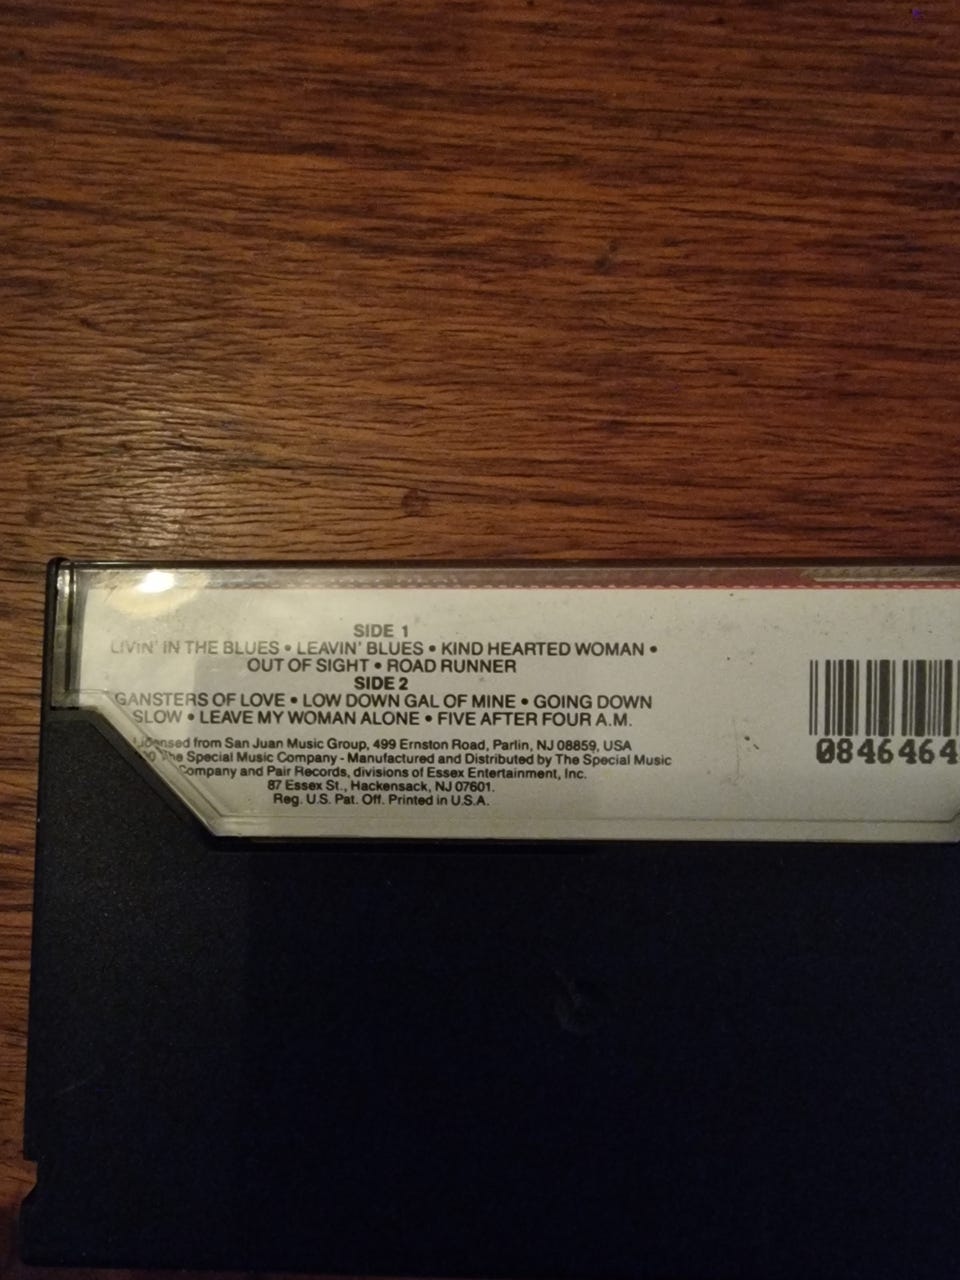 SIDE 1
LIVIN' IN THE BLUES • LEAVIN' BLUES • KIND HEARTED WOMAN •
OUT OF SIGHT • ROAD RUNNER
SIDE 2
GANSTERS OF LOVE • LOW DOWN GAL OF MINE • GOING DOWN
SLOW • LEAVE MY WOMAN ALONE • FIVE AFTER FOUR A.M.
Licensed from San Juan Music Group, 499 Ernston Road, Parlin, NJ 08859, USA
The Special Music Company - Manufactured and Distributed by The Special Music
Company and Pair Records, divisions of Essex Entertainment, Inc.
87 Essex St., Hackensack, NJ 07601.
Reg. U.S. Pat. Off. Printed in U.S.A.
0846464